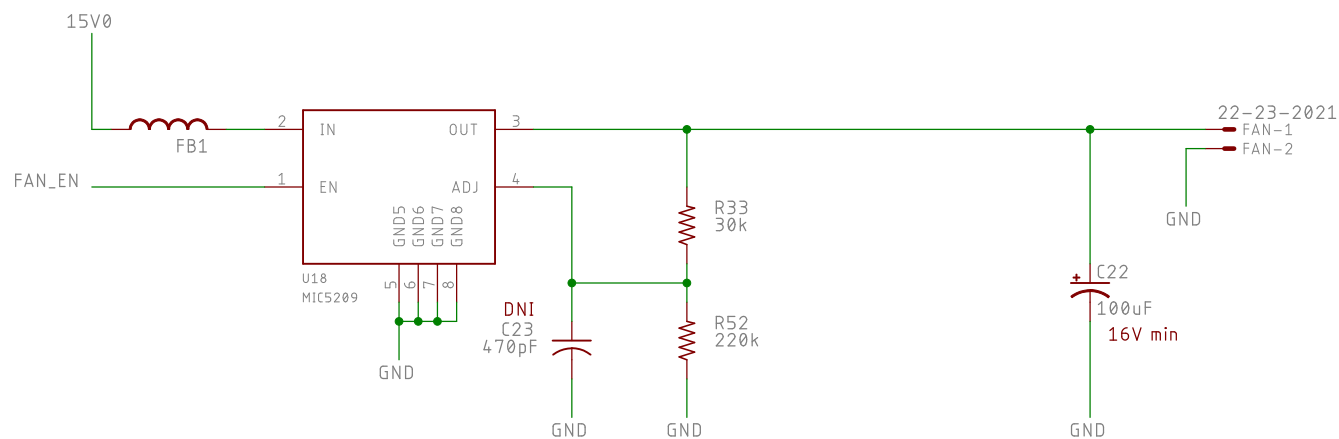 15V0
FB1
FAN_EN
2
1
IN
EN
OUT
ADJ
GND5
GND6
GND7
GND8
3
4
5
6
7
8
U18
MIC5209
GND
DNI
C23
470pF
GND
R33
30k
R52
220k
GND
+
C22
100uF
16V min
GND
22-23-2021
FAN-1
FAN-2
GND